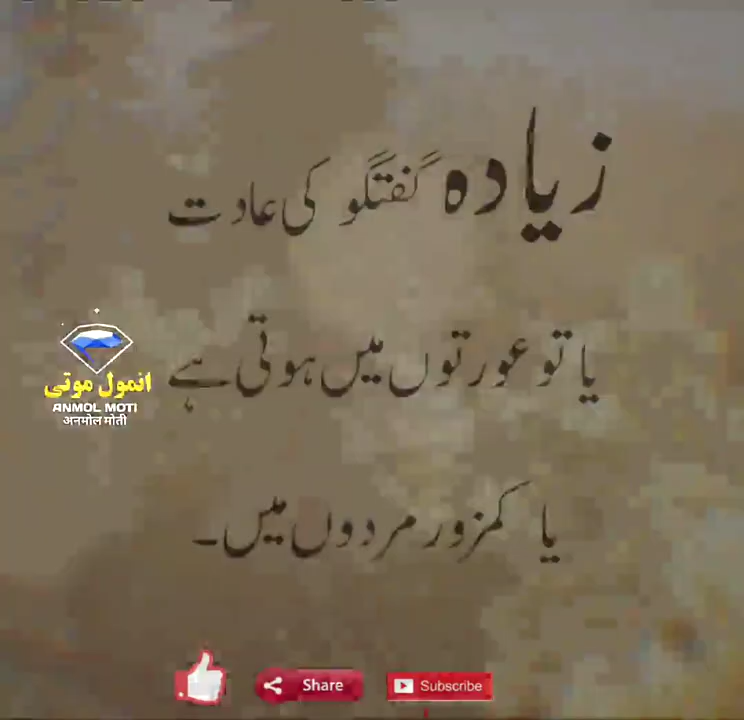 زیادہ گفتگو کی عادت
یا تو عورتوں میں ہوتی ہے
یا کمزور مردوں میں۔
انمول موتی
ANMOL MOTI
अनमोल मोती
Share
Subscribe